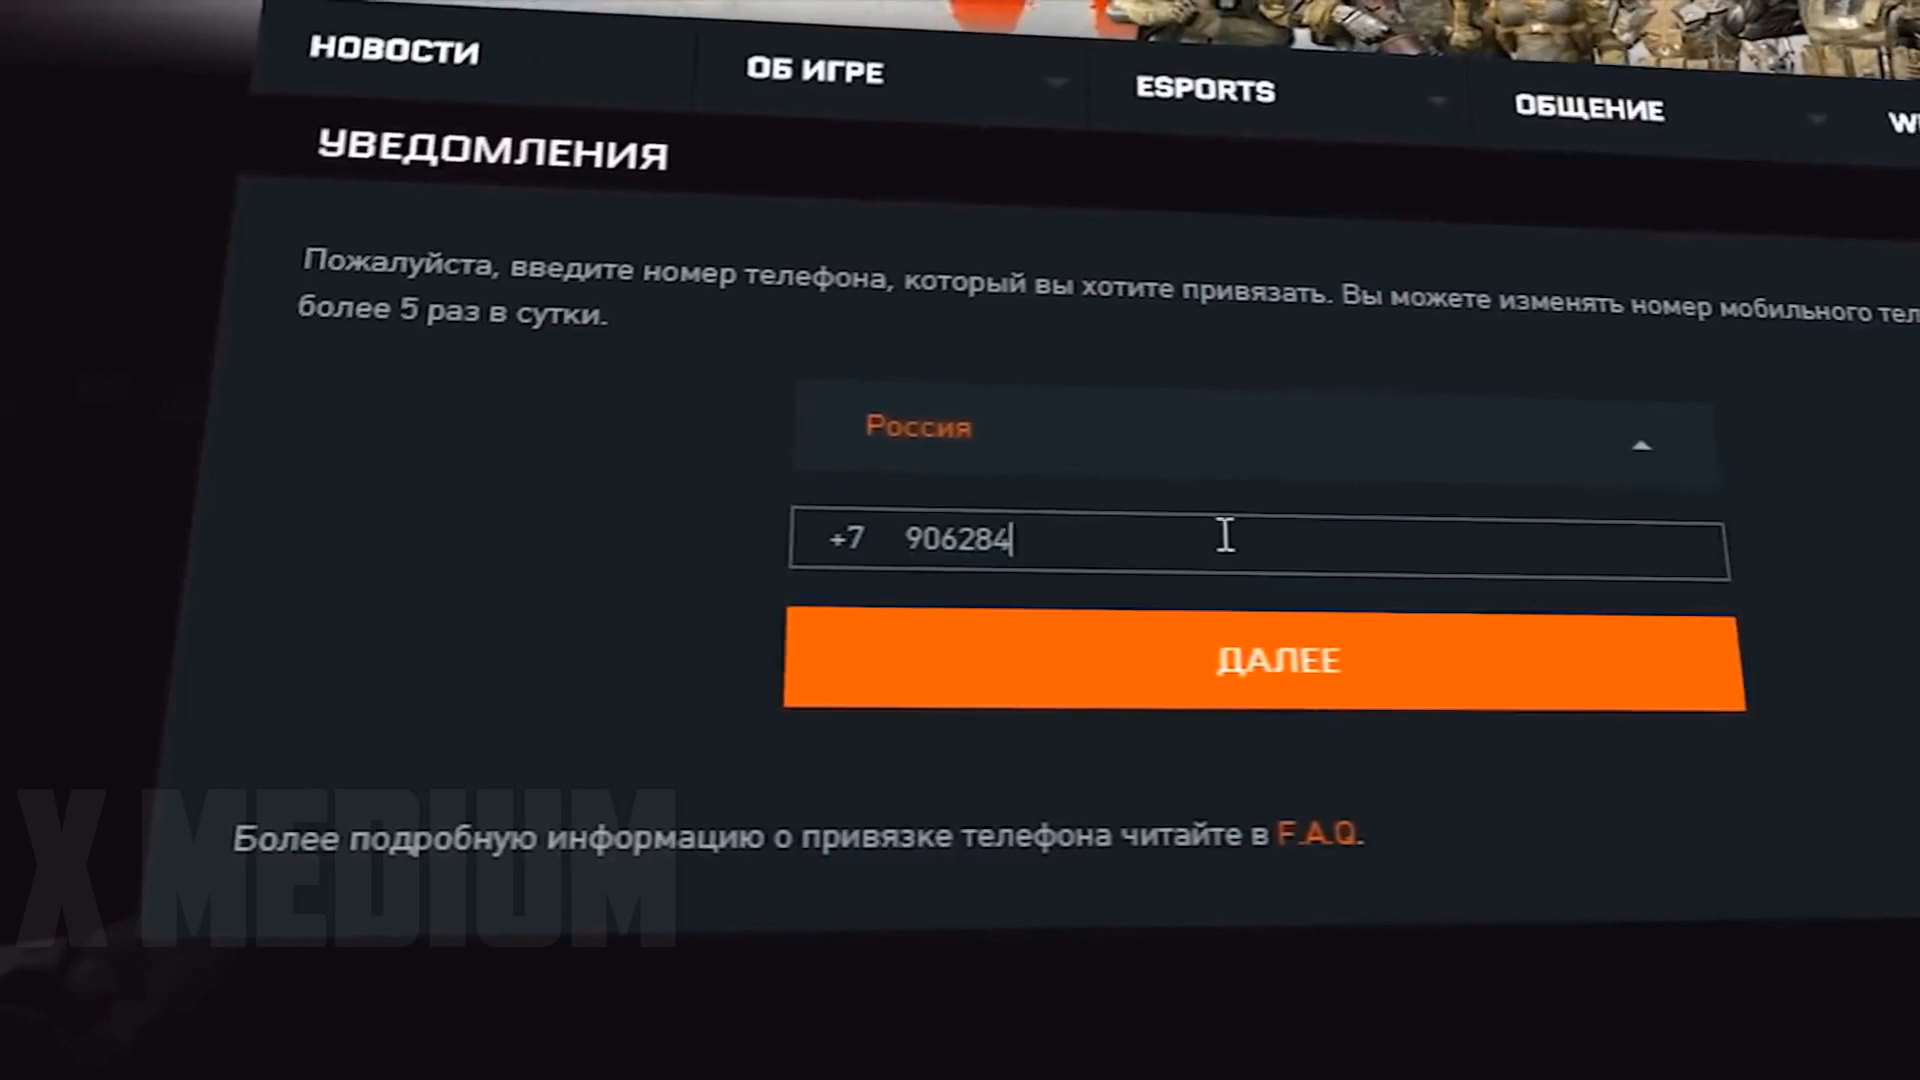 НОВОСТИ
ОБ ИГРЕ
ESPORTS
ОБЩЕНИЕ
УВЕДОМЛЕНИЯ
Пожалуйста, введите номер телефона, который вы хотите привязать. Вы можете изменять номер мобильного
более 5 раз в сутки.
Россия
+7 906284
ДАЛЕЕ
Более подробную информацию о привязке телефона читайте в F.A.Q.
X MEDIUM